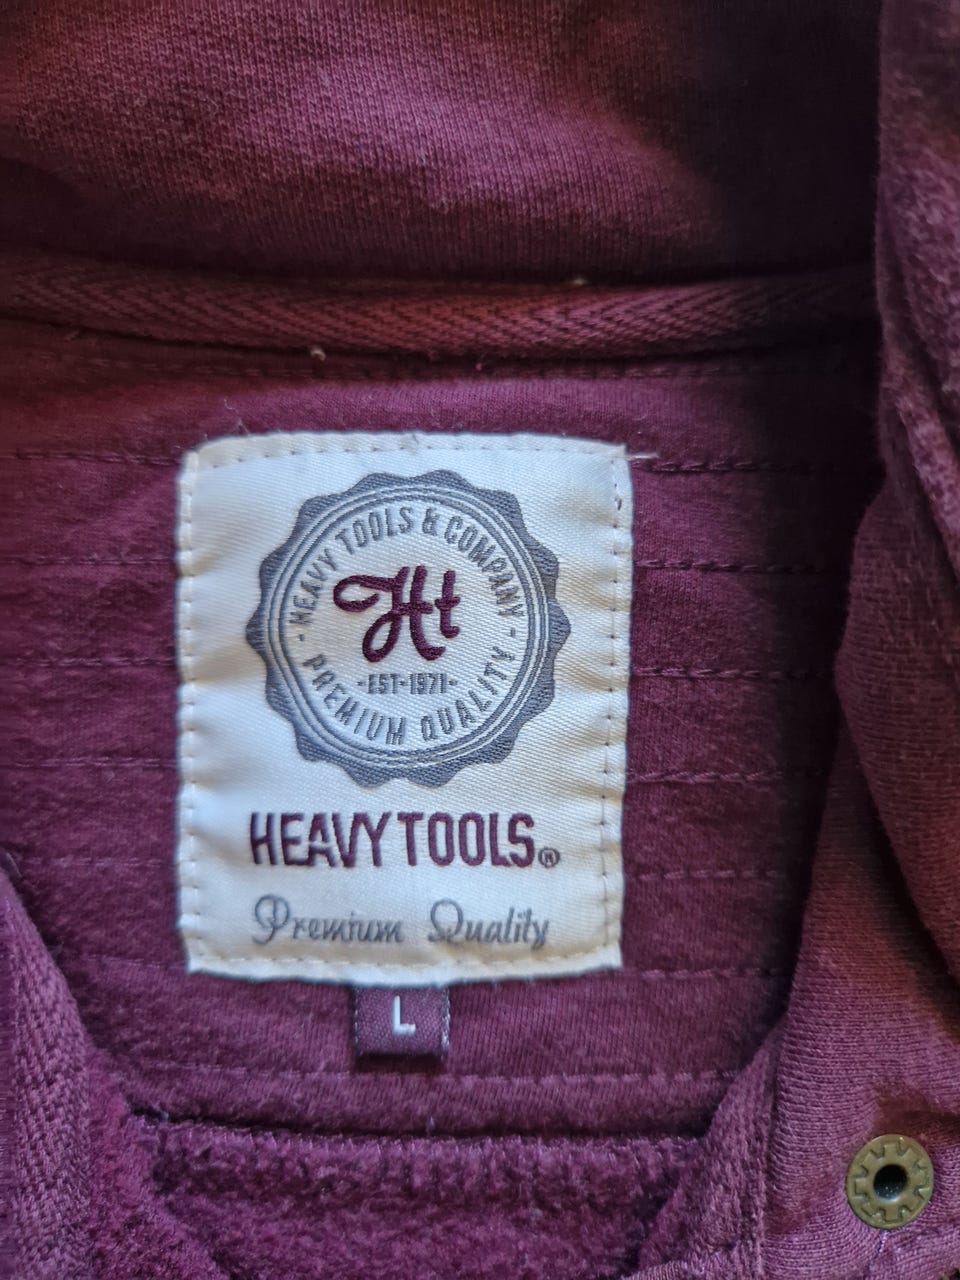 - HEAVY TOOLS & COMPANY -
Ht
-EST-1971-
PREMIUM QUALITY
HEAVY TOOLS®
Premium Quality
L